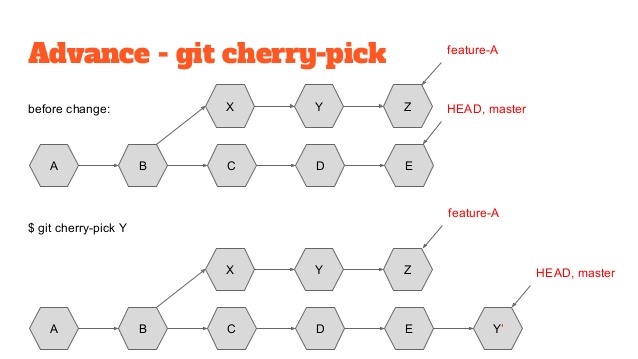 Advance - git cherry-pick
feature-A
before change:
X Y Z
HEAD, master
A B C D E
$ git cherry-pick Y
feature-A
X Y Z
HEAD, master
A B C D E Y'